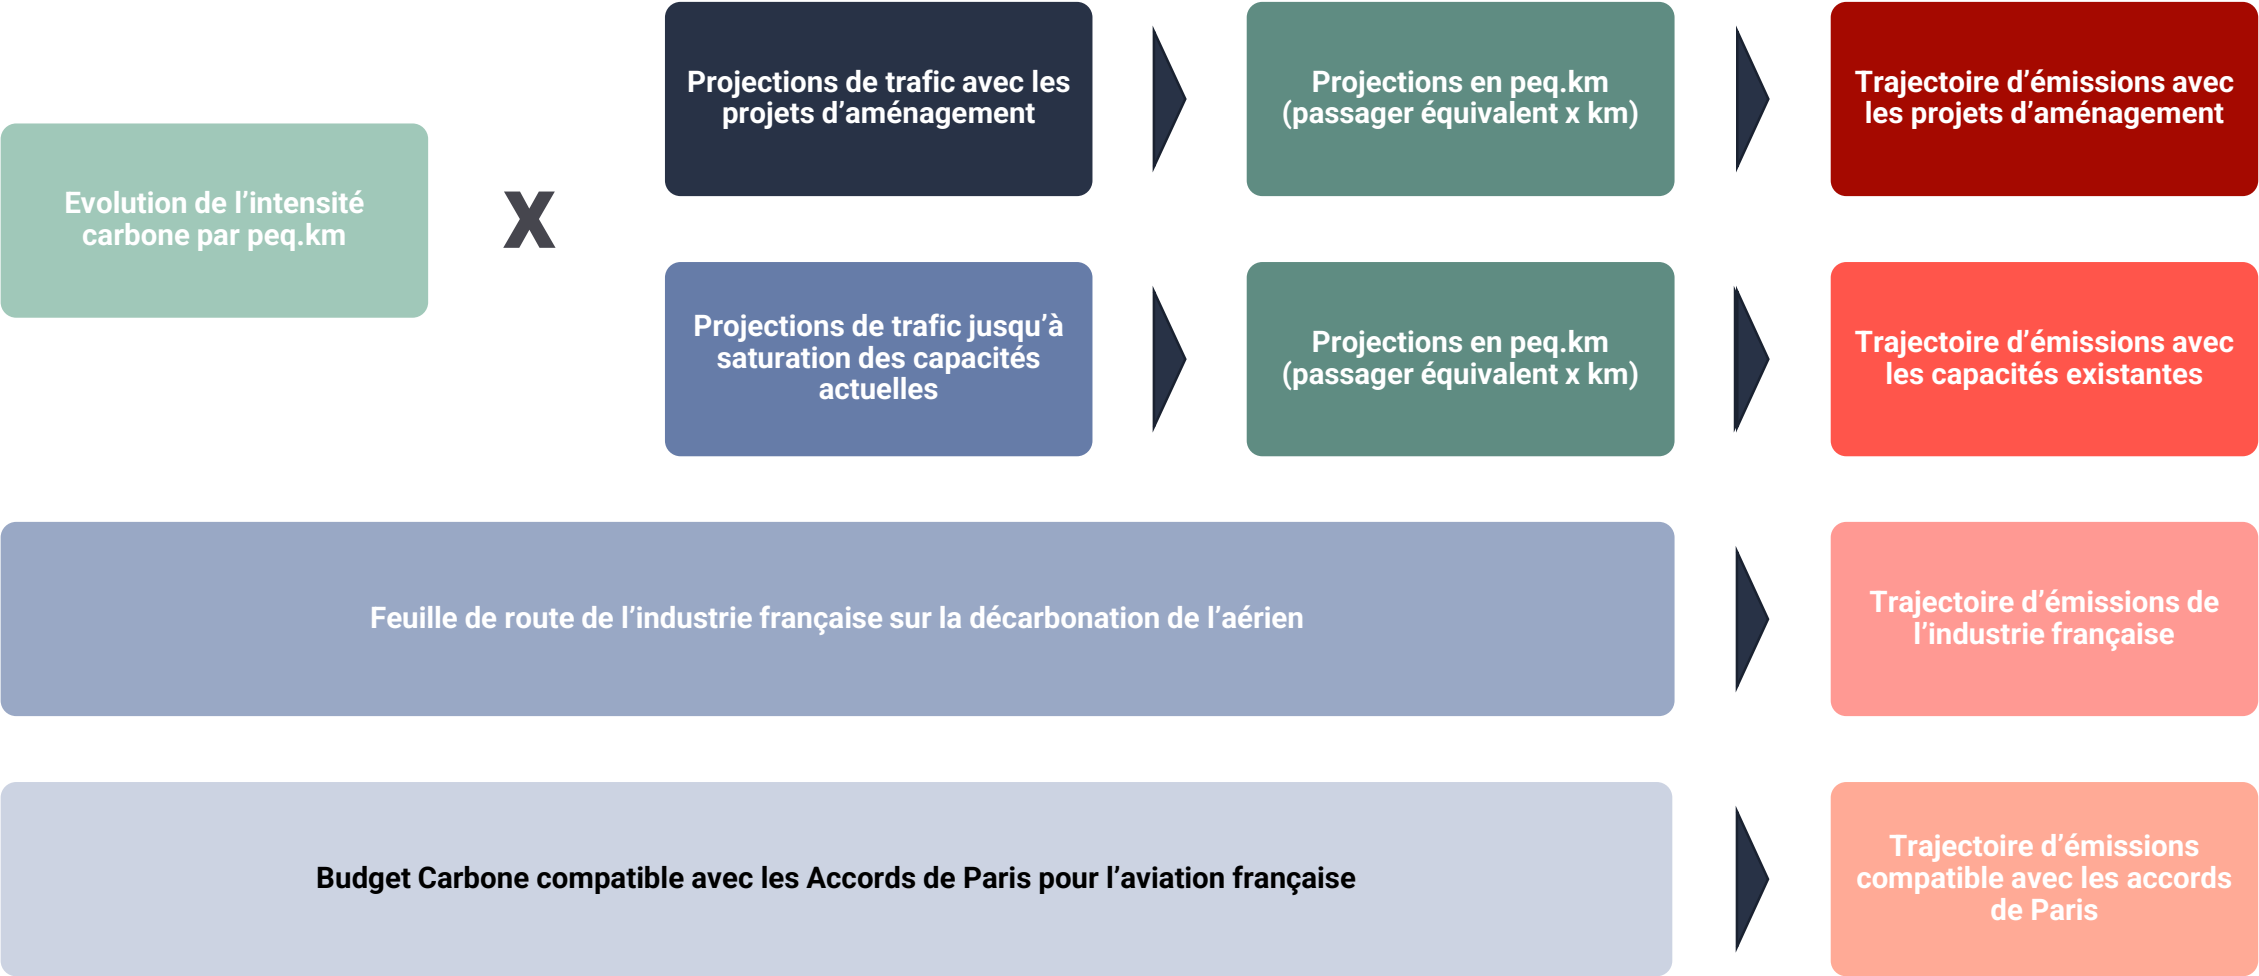 Evolution de l’intensité
carbone par peq.km
X
Projections de trafic avec les
projets d’aménagement
Projections en peq.km
(passager équivalent x km)
Trajectoire d’émissions avec
les projets d’aménagement
Projections de trafic jusqu’à
saturation des capacités
actuelles
Projections en peq.km
(passager équivalent x km)
Trajectoire d’émissions avec
les capacités existantes
Feuille de route de l’industrie française sur la décarbonation de l’aérien
Trajectoire d’émissions de
l’industrie française
Budget Carbone compatible avec les Accords de Paris pour l’aviation française
Trajectoire d’émissions
compatible avec les accords
de Paris